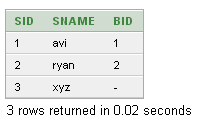 SID SNAME BID
1 avi 1
2 ryan 2
3 xyz -
3 rows returned in 0.02 seconds